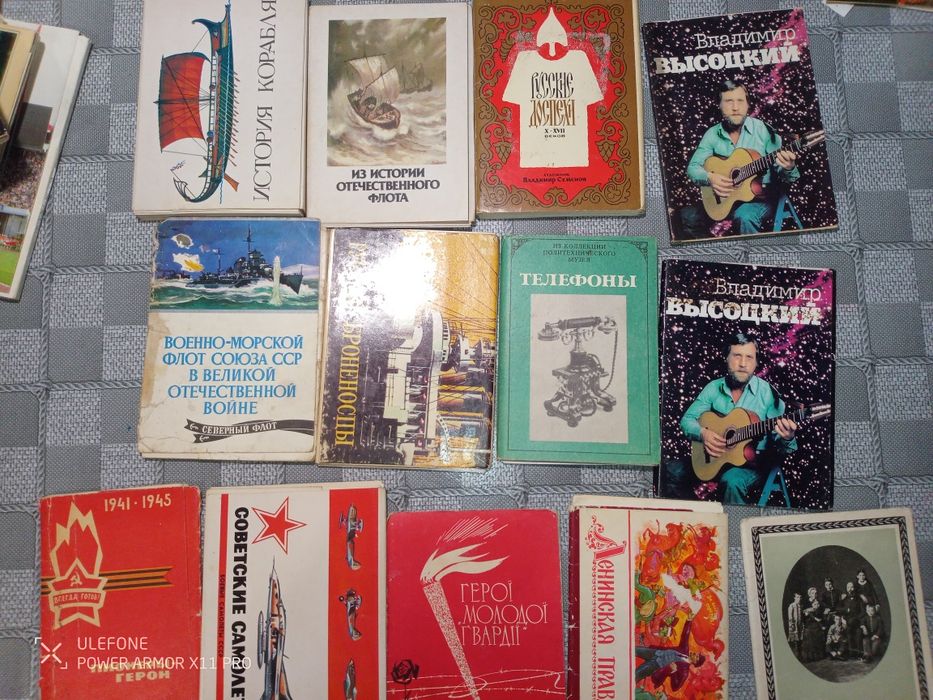 ИСТОРИЯ КОРАБЛЯ
ИЗ ИСТОРИИ
ОТЕЧЕСТВЕННОГО
ФЛОТА
РУССКИЕ
ДОСПЕХИ
X-XVII
ВЕКОВ
ХУДОЖНИК
Владимир Семенов
Владимир
ВЫСОЦКИЙ
ВОЕННО-МОРСКОЙ
ФЛОТ СОЮЗА ССР
В ВЕЛИКОЙ
ОТЕЧЕСТВЕННОЙ
ВОЙНЕ
СЕВЕРНЫЙ ФЛОТ
БРОНЕНОСЦЫ
ИЗ КОЛЛЕКЦИИ
ПОЛИТЕХНИЧЕСКОГО
МУЗЕЯ
ТЕЛЕФОНЫ
Владимир
ВЫСОЦКИЙ
1941·1945
ВСЕГДА ГОТОВ!
ГЕРОИ
СОВЕТСКИЕ САМОЛЕ
ГЕРОЇ
„МОЛОДОЇ
ГВАРДІЇ"
Ленинская прав
ULEFONE
POWER ARMOR X11 PRO